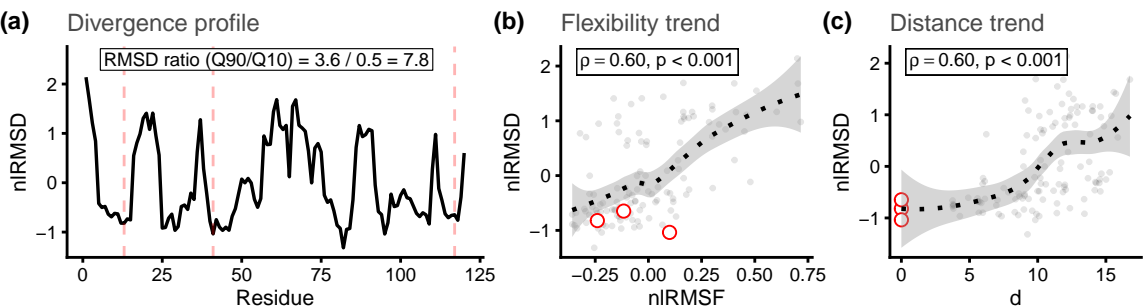 (a) Divergence profile
RMSD ratio (Q90/Q10) = 3.6 / 0.5 = 7.8
nlRMSD
2
1
0
−1
0 25 50 75 100 125
Residue
(b) Flexibility trend
ρ = 0.60, p < 0.001
nlRMSD
2
1
0
−1
−0.25 0.00 0.25 0.50 0.75
nlRMSF
(c) Distance trend
ρ = 0.60, p < 0.001
nlRMSD
2
1
0
−1
0 5 10 15
d